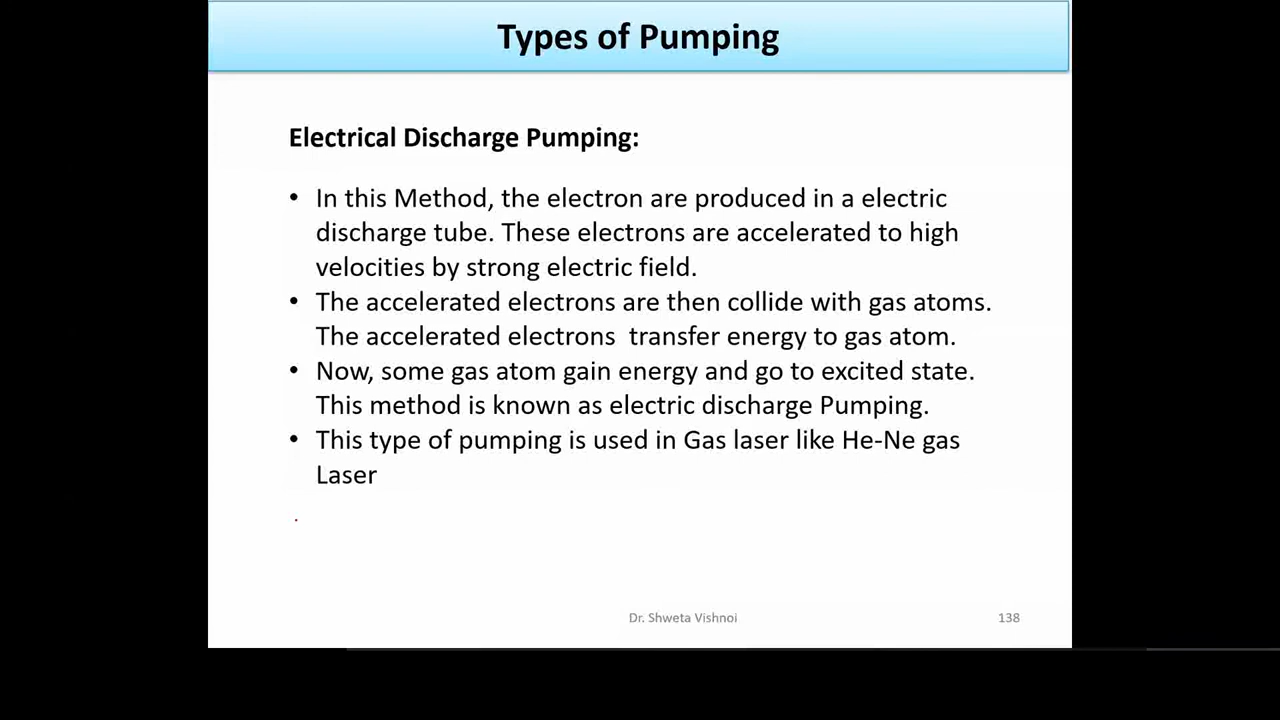 Types of Pumping
Electrical Discharge Pumping:
• In this Method, the electron are produced in a electric
discharge tube. These electrons are accelerated to high
velocities by strong electric field.
• The accelerated electrons are then collide with gas atoms.
The accelerated electrons  transfer energy to gas atom.
• Now, some gas atom gain energy and go to excited state.
This method is known as electric discharge Pumping.
• This type of pumping is used in Gas laser like He-Ne gas
Laser
.
Dr. Shweta Vishnoi
138